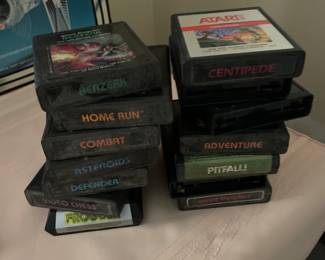 BERZERK
HOME RUN
COMBAT
ASTEROIDS
DEFENDER
VIDEO CHESS
FROGGER
ATARI
CENTIPEDE
ADVENTURE
PITFALL!